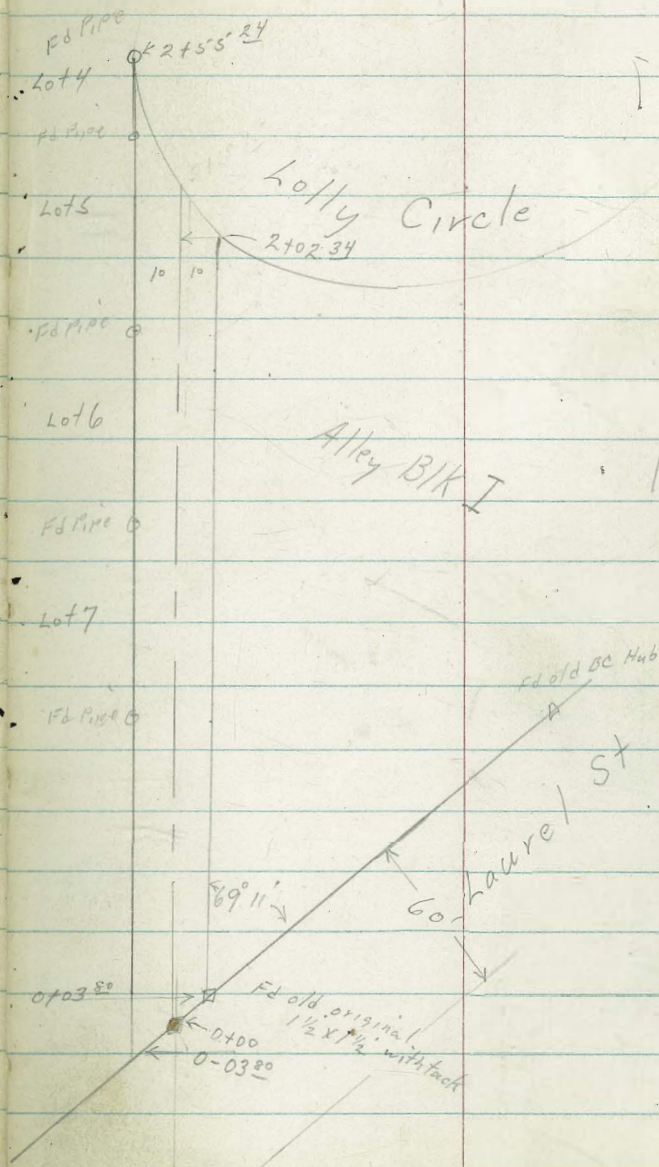 Fd Pipe
2+55 24
Lot 4
Fd Pipe
Lolly Circle
Lot 5
2+02 34
10 10
Fd Pipe
Lot 6
Alley Blk I
Fd Pipe
Lot 7
Fd old BC Hub
Fd Pipe
Laurel St
69° 11'
60'
0+03 80
Fd old original
1½ x 1½ with tack
0+00
0-03 80